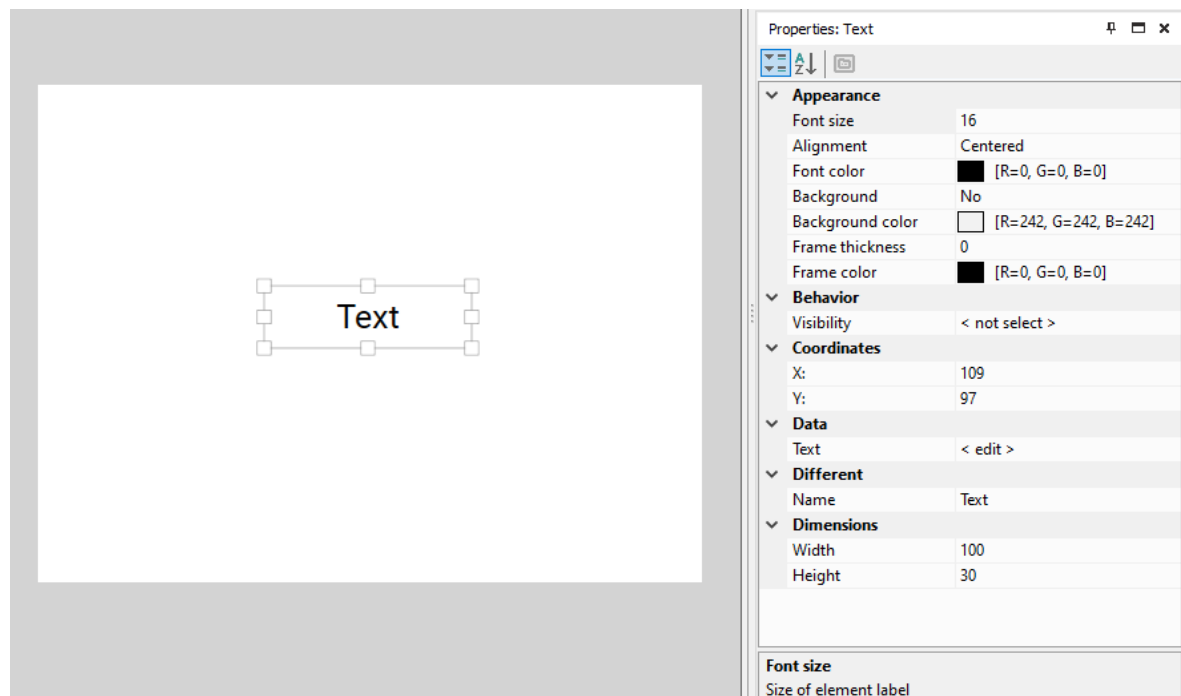 Properties: Text
Appearance
Font size 16
Alignment Centered
Font color [R=0, G=0, B=0]
Background No
Background color [R=242, G=242, B=242]
Frame thickness 0
Frame color [R=0, G=0, B=0]
Behavior
Visibility < not select >
Coordinates
X: 109
Y: 97
Data
Text < edit >
Different
Name Text
Dimensions
Width 100
Height 30
Font size
Size of element label
Text